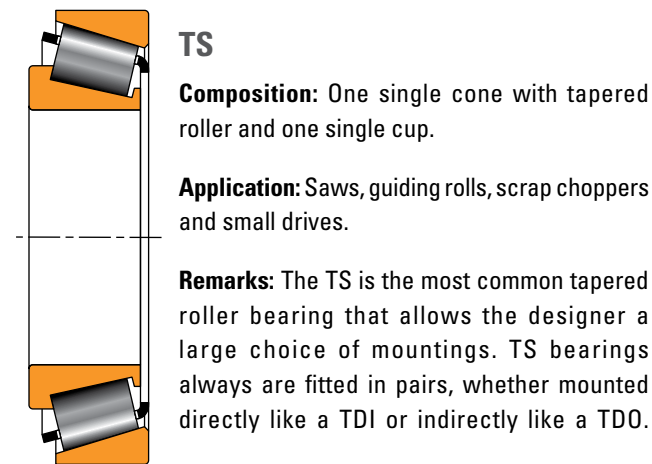 TS
Composition: One single cone with tapered
roller and one single cup.
Application: Saws, guiding rolls, scrap choppers
and small drives.
Remarks: The TS is the most common tapered
roller bearing that allows the designer a
large choice of mountings. TS bearings
always are fitted in pairs, whether mounted
directly like a TDI or indirectly like a TDO.